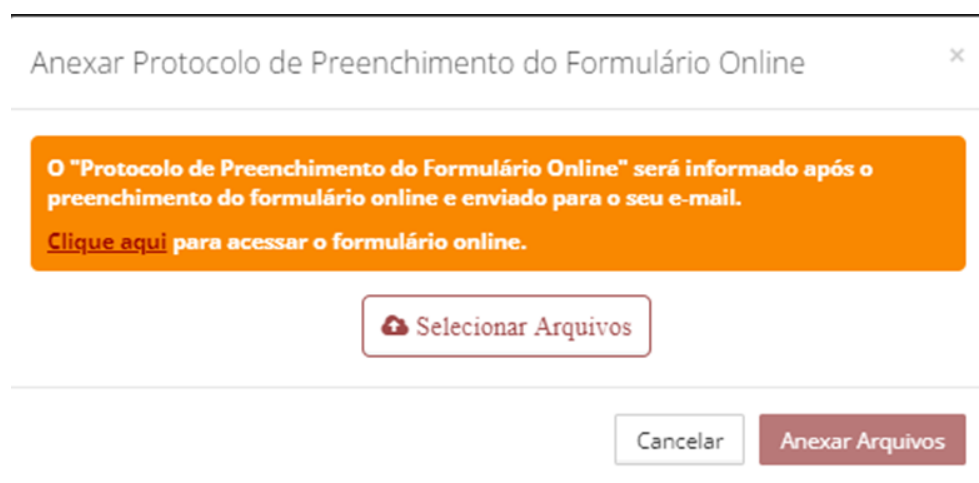 Anexar Protocolo de Preenchimento do Formulário Online
×
O "Protocolo de Preenchimento do Formulário Online" será informado após o
preenchimento do formulário online e enviado para o seu e-mail.
Clique aqui para acessar o formulário online.
Selecionar Arquivos
Cancelar
Anexar Arquivos